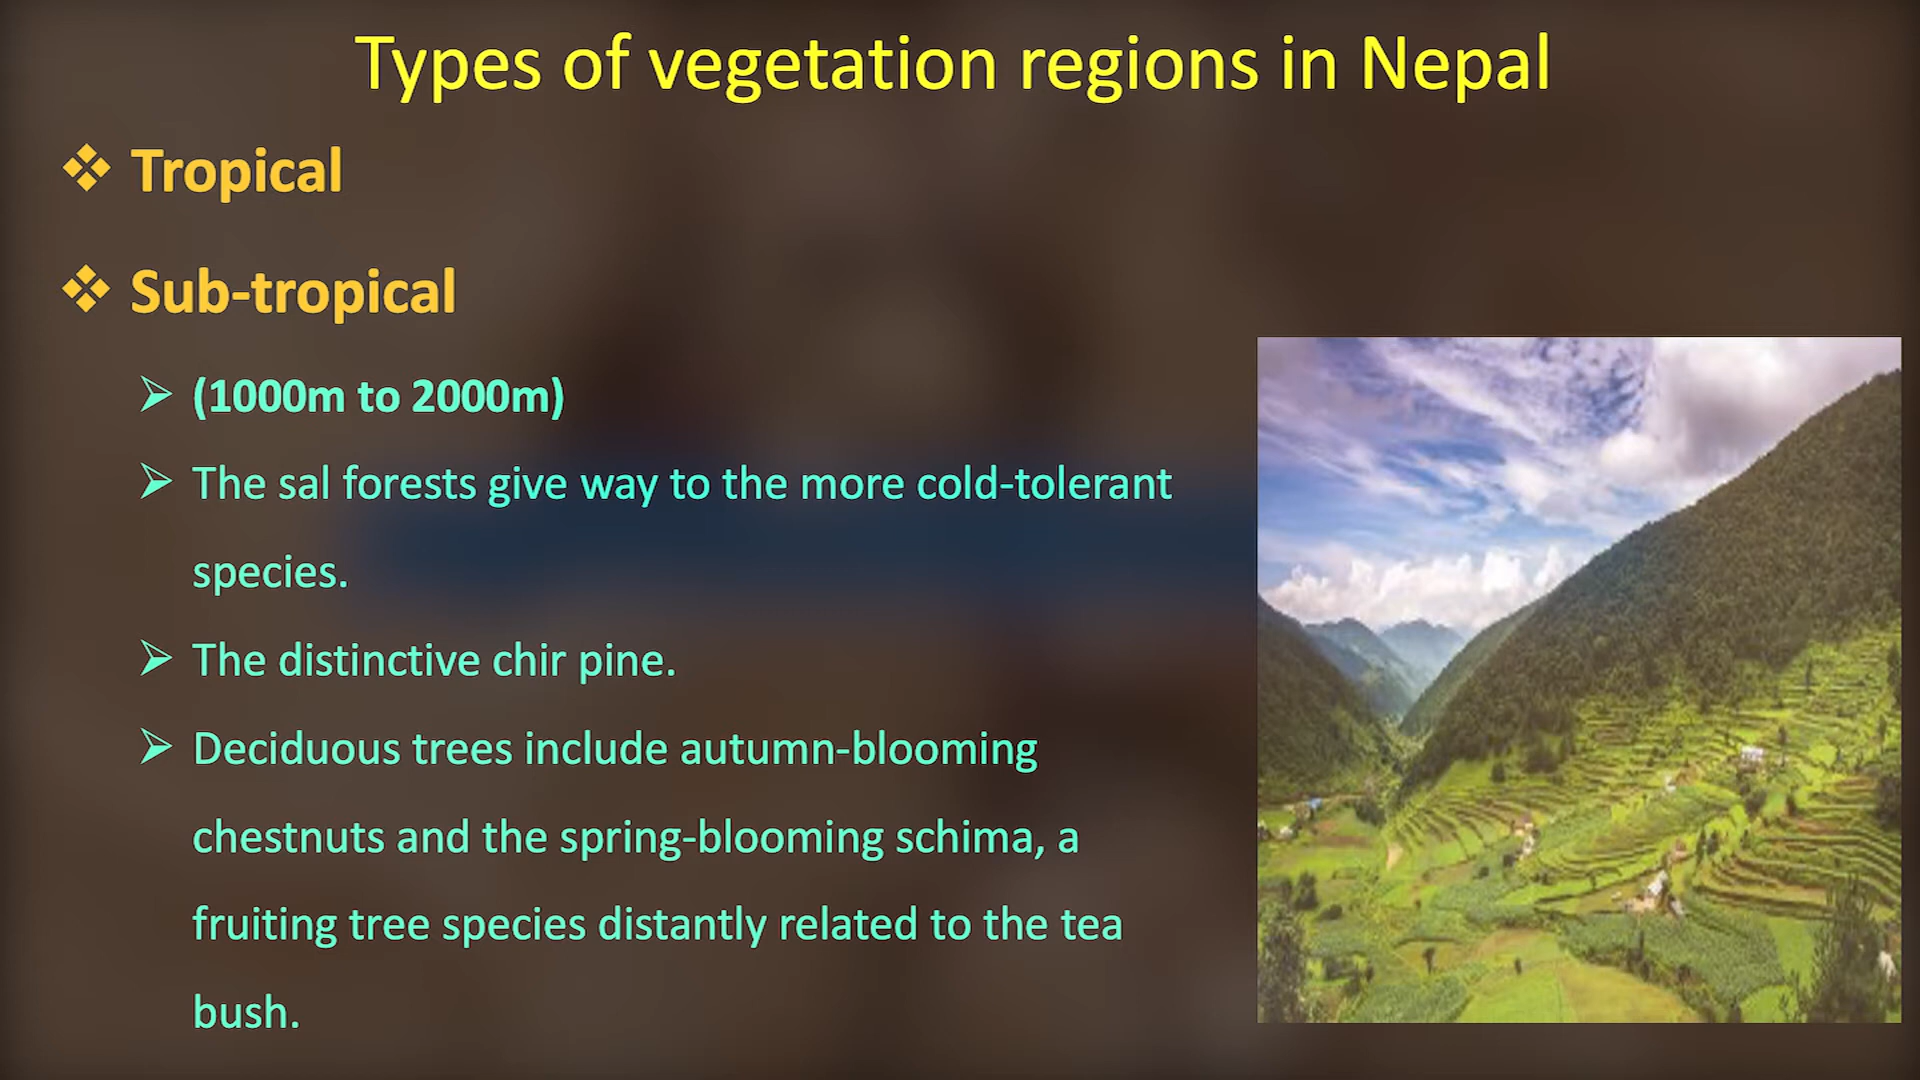 Types of vegetation regions in Nepal
❖ Tropical
❖ Sub-tropical
➢ (1000m to 2000m)
➢ The sal forests give way to the more cold-tolerant
species.
➢ The distinctive chir pine.
➢ Deciduous trees include autumn-blooming
chestnuts and the spring-blooming schima, a
fruiting tree species distantly related to the tea
bush.